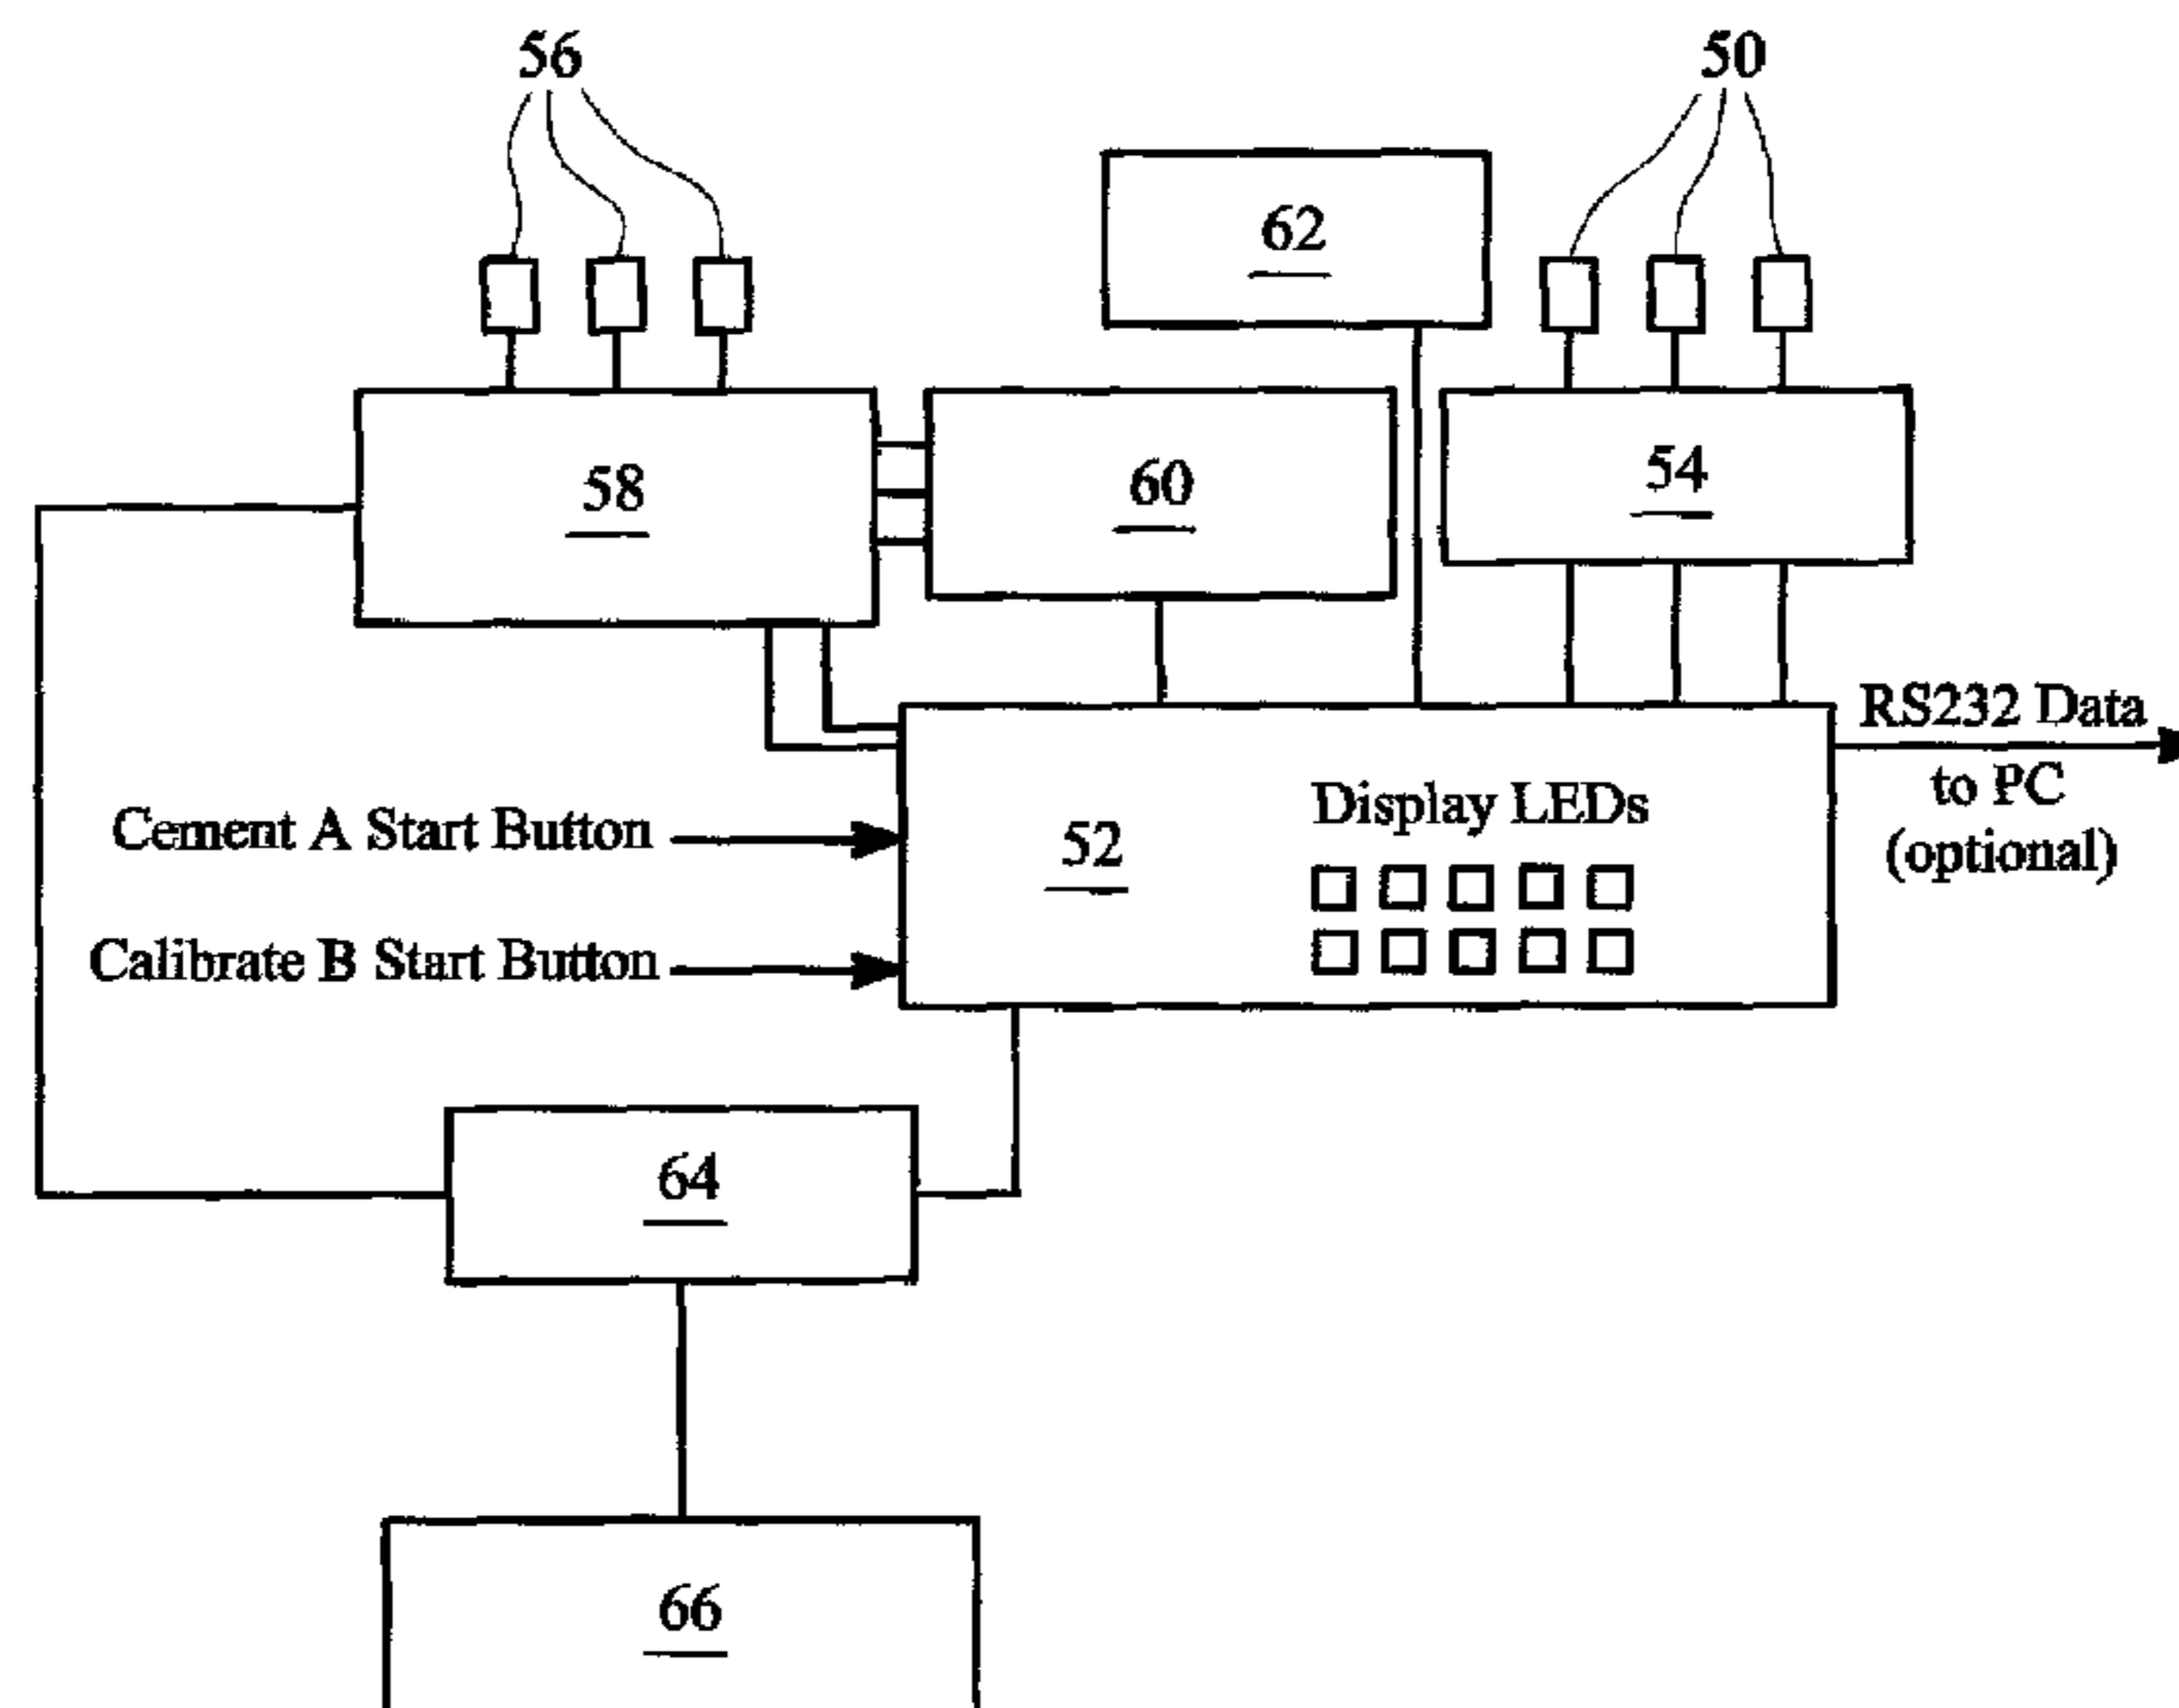 56
50
62
58
60
54
RS232 Data
to PC
(optional)
Display LEDs
52
Cement A Start Button
Calibrate B Start Button
64
66